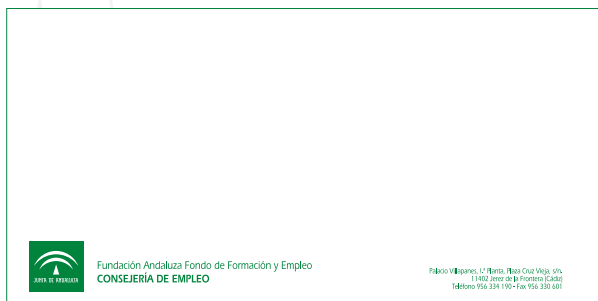 JUNTA DE ANDALUCIA
Fundación Andaluza Fondo de Formación y Empleo
CONSEJERÍA DE EMPLEO
Palacio Villapanes, 1.ª Planta, Plaza Cruz Vieja, s/n.
11402 Jerez de la Frontera (Cádiz)
Teléfono 956 334 190 • Fax 956 330 601